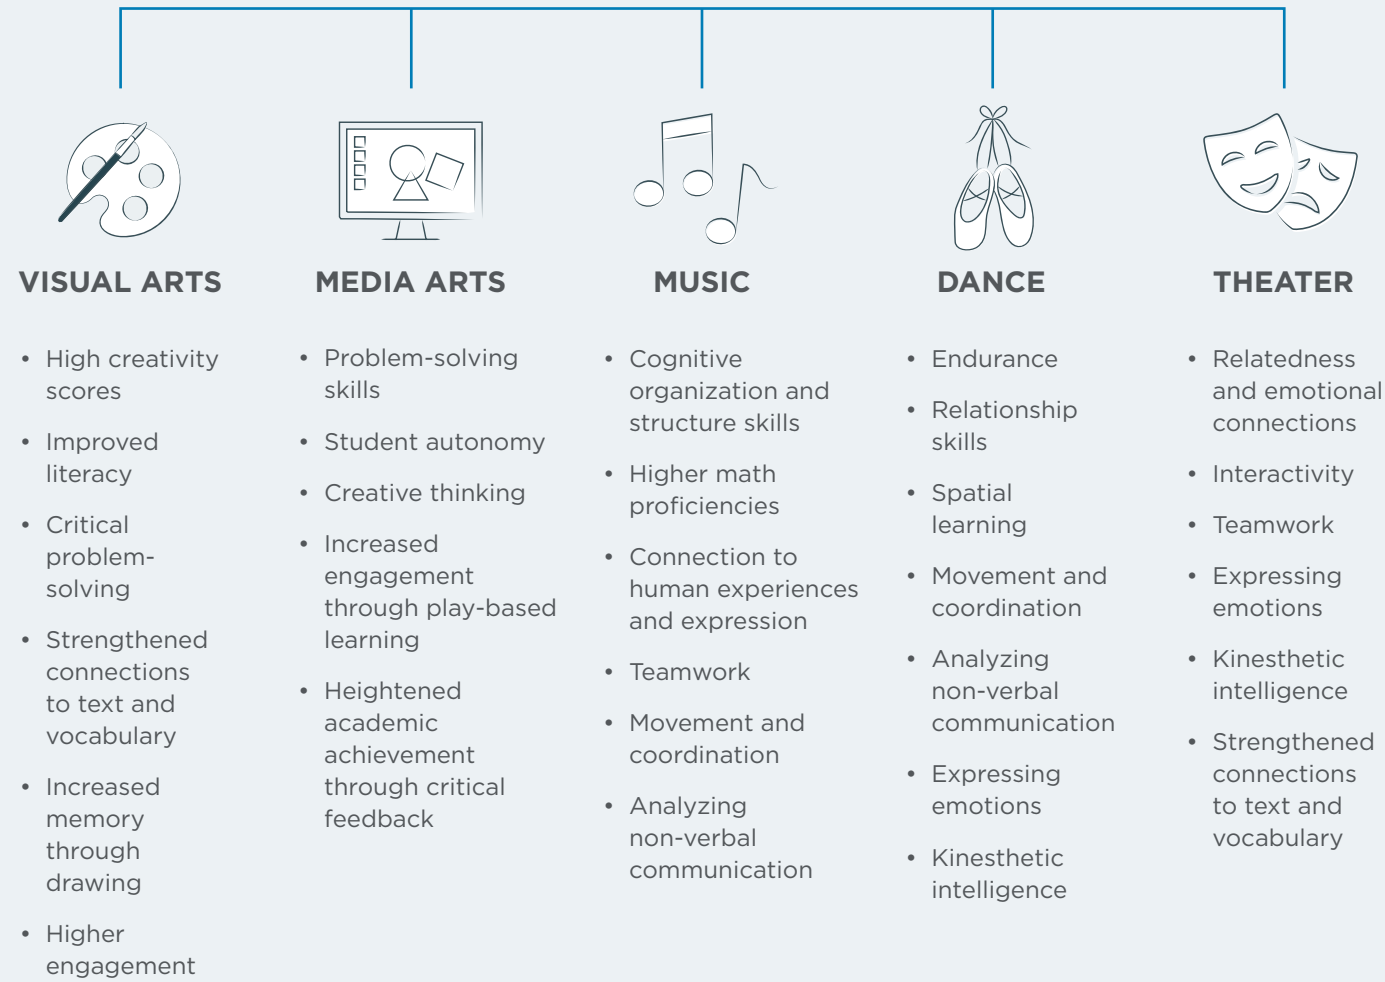 VISUAL ARTS
• High creativity
scores
• Improved
literacy
• Critical
problem-
solving
• Strengthened
connections
to text and
vocabulary
• Increased
memory
through
drawing
• Higher
engagement
MEDIA ARTS
• Problem-solving
skills
• Student autonomy
• Creative thinking
• Increased
engagement
through play-based
learning
• Heightened
academic
achievement
through critical
feedback
MUSIC
• Cognitive
organization and
structure skills
• Higher math
proficiencies
• Connection to
human experiences
and expression
• Teamwork
• Movement and
coordination
• Analyzing
non-verbal
communication
DANCE
• Endurance
• Relationship
skills
• Spatial
learning
• Movement and
coordination
• Analyzing
non-verbal
communication
• Expressing
emotions
• Kinesthetic
intelligence
THEATER
• Relatedness
and emotional
connections
• Interactivity
• Teamwork
• Expressing
emotions
• Kinesthetic
intelligence
• Strengthened
connections
to text and
vocabulary